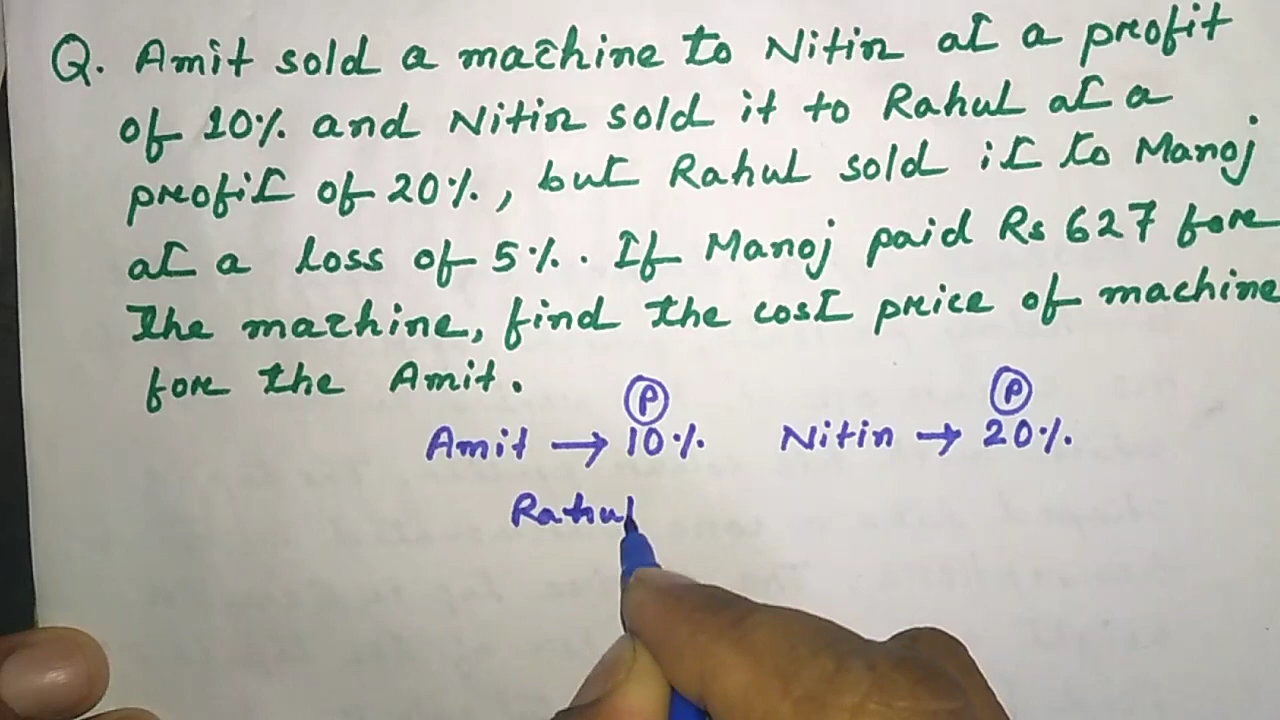 Q. Amit sold a machine to Nitin at a profit
of 10% and Nitin sold it to Rahul at a
profit of 20%, but Rahul sold it to Manoj
at a loss of 5%. If Manoj paid Rs 627 for
the machine, find the cost price of machine
for the Amit.
P P
Amit → 10% Nitin → 20%.
Rahul